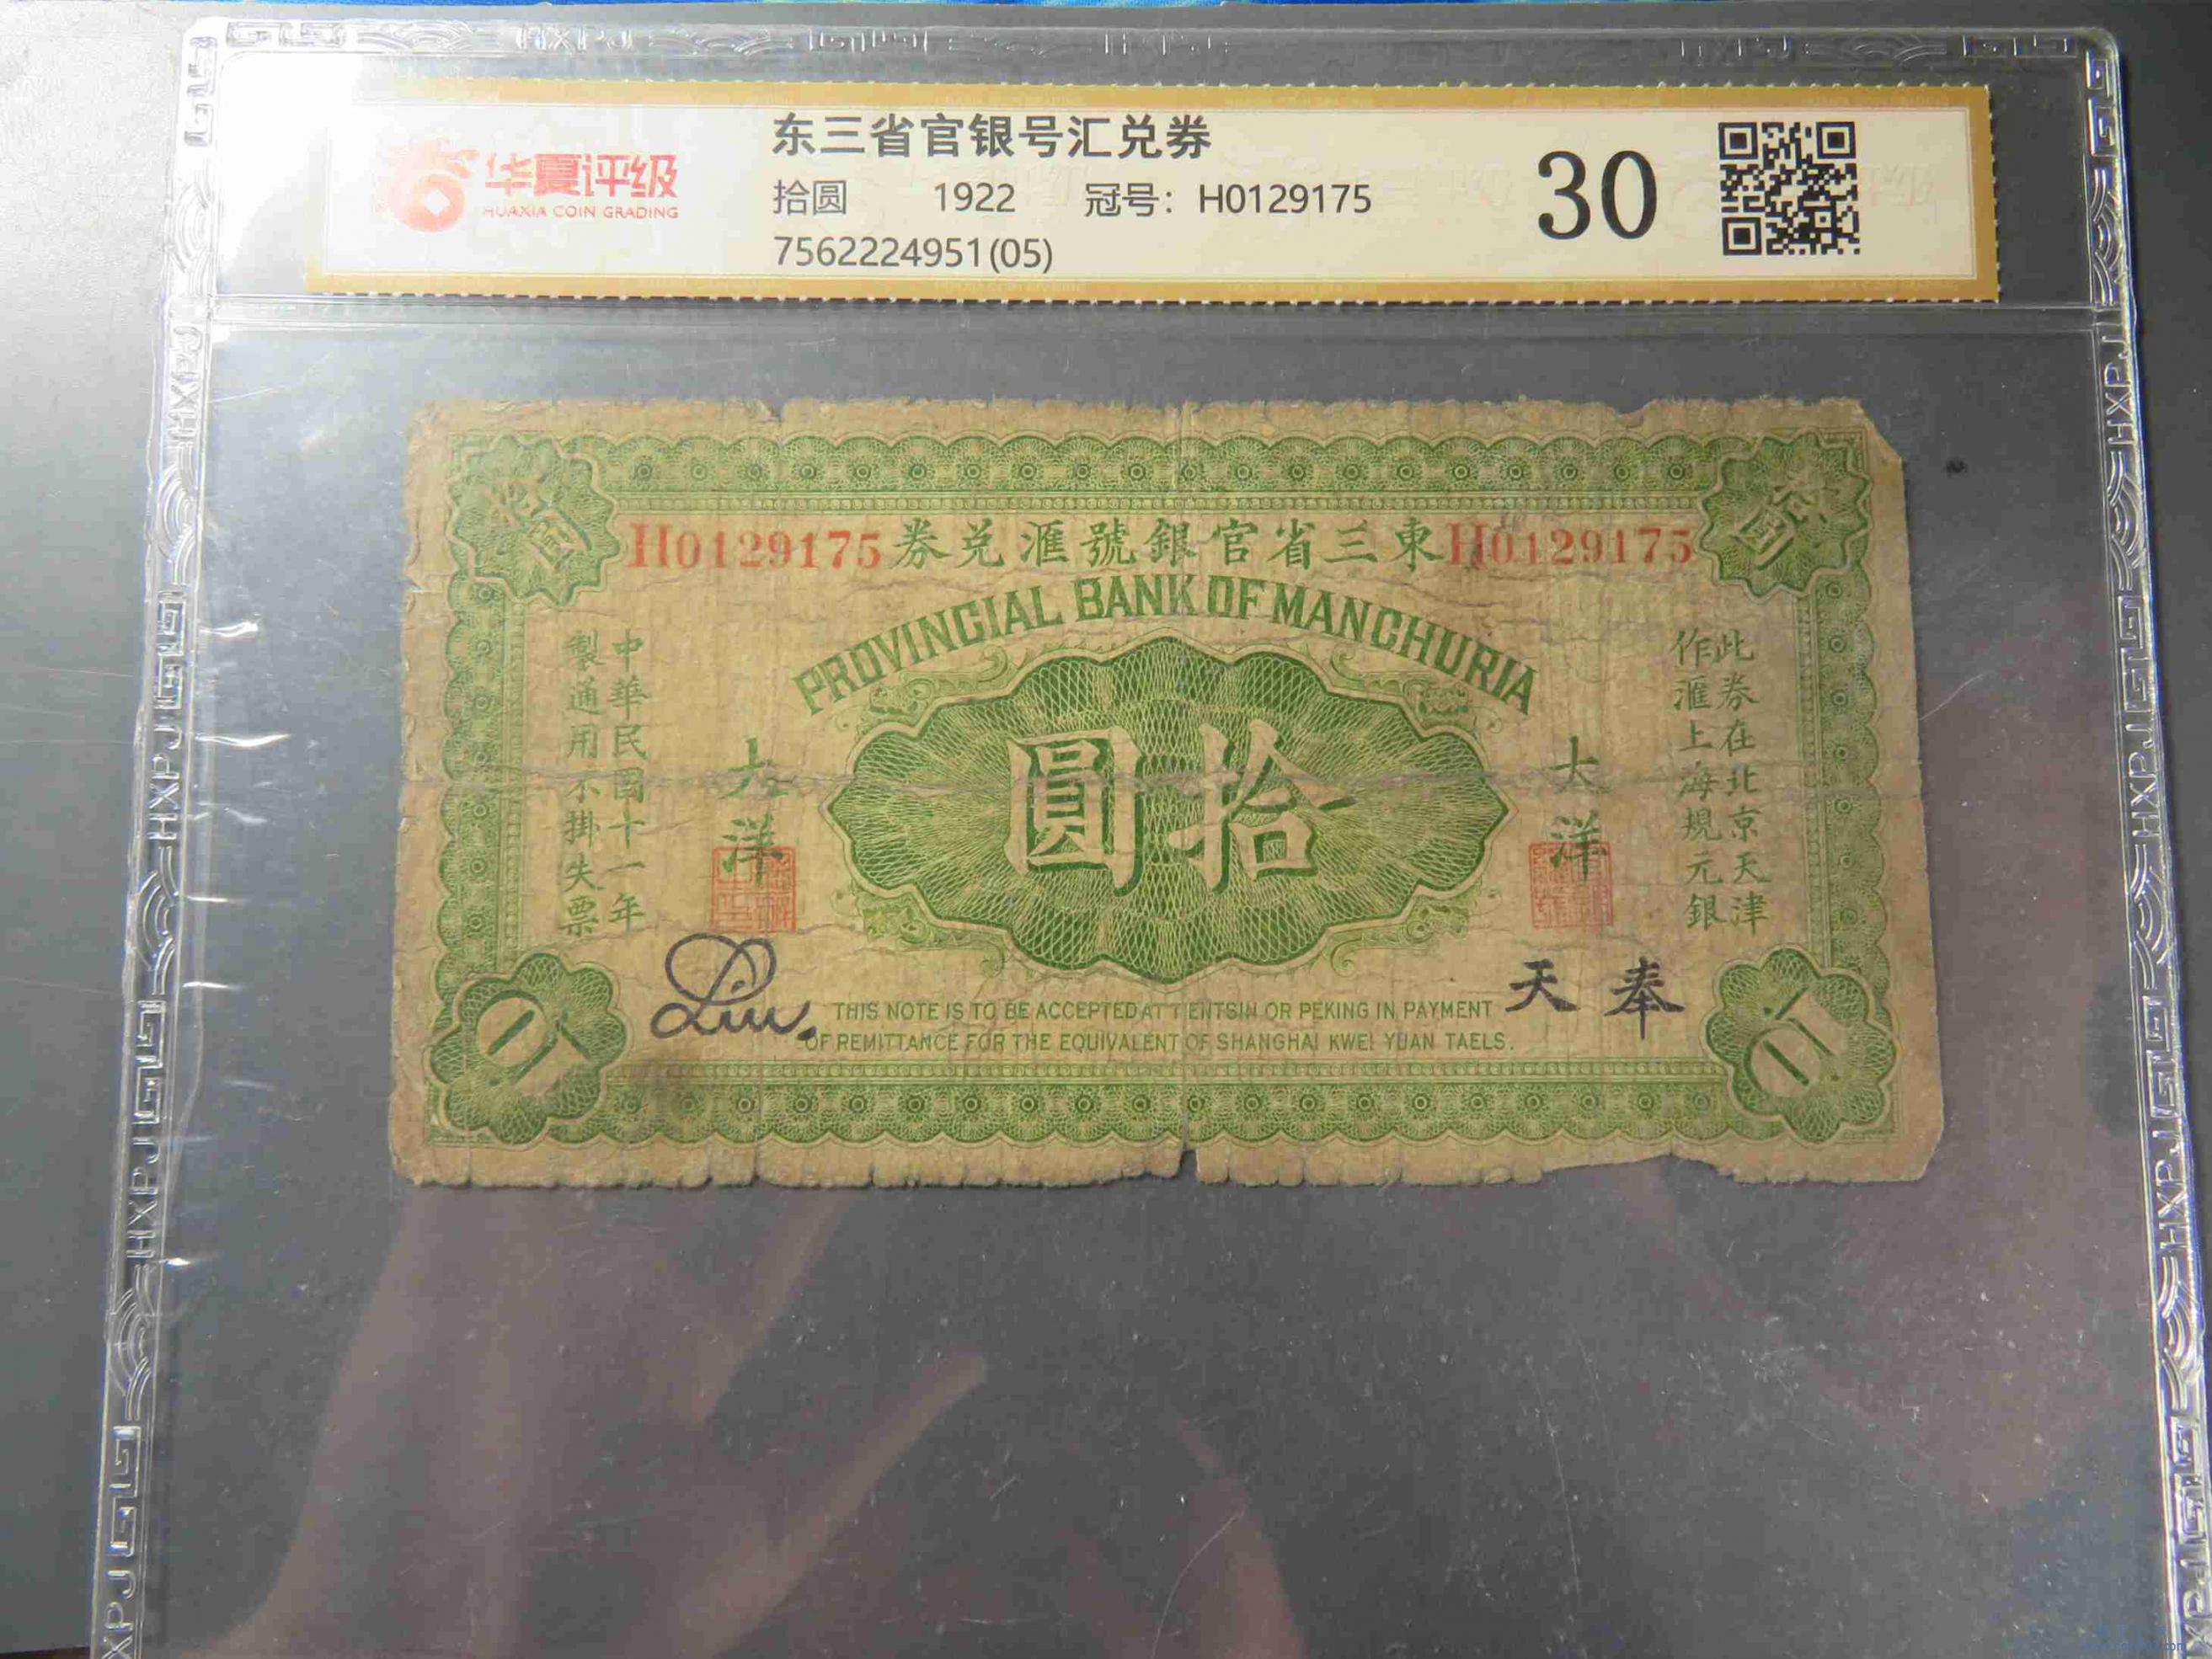 华夏评级
HUAXIA COIN GRADING
东三省官银号汇兑券
拾圆 1922 冠号：H0129175
7562224951(05)
30
H0129175 券兑滙號銀官省三東 H0129175
PROVINCIAL BANK OF MANCHURIA
此券在北京天津
作滙上海規元銀
大洋
圓拾
大洋
中華民國十一年
製通用不掛失票
天奉
Liu.
THIS NOTE IS TO BE ACCEPTED AT TIENTSIN OR PEKING IN PAYMENT
OF REMITTANCE FOR THE EQUIVALENT OF SHANGHAI KWEI YUAN TAELS.
10
10
HXPJ